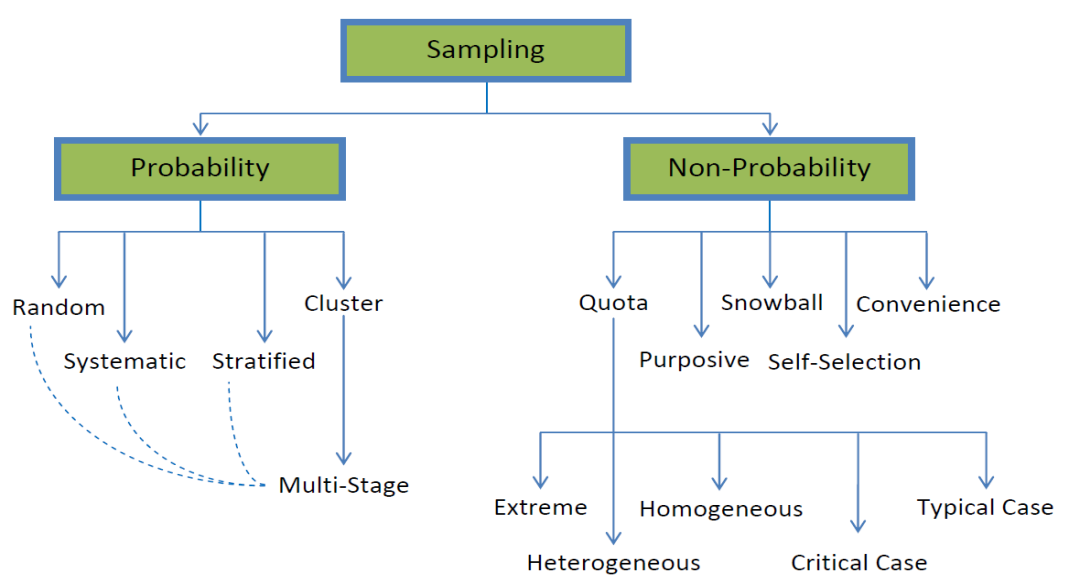 Sampling
Probability
Non-Probability
Random
Cluster
Quota
Snowball
Convenience
Systematic
Stratified
Purposive
Self-Selection
Multi-Stage
Extreme
Homogeneous
Typical Case
Heterogeneous
Critical Case